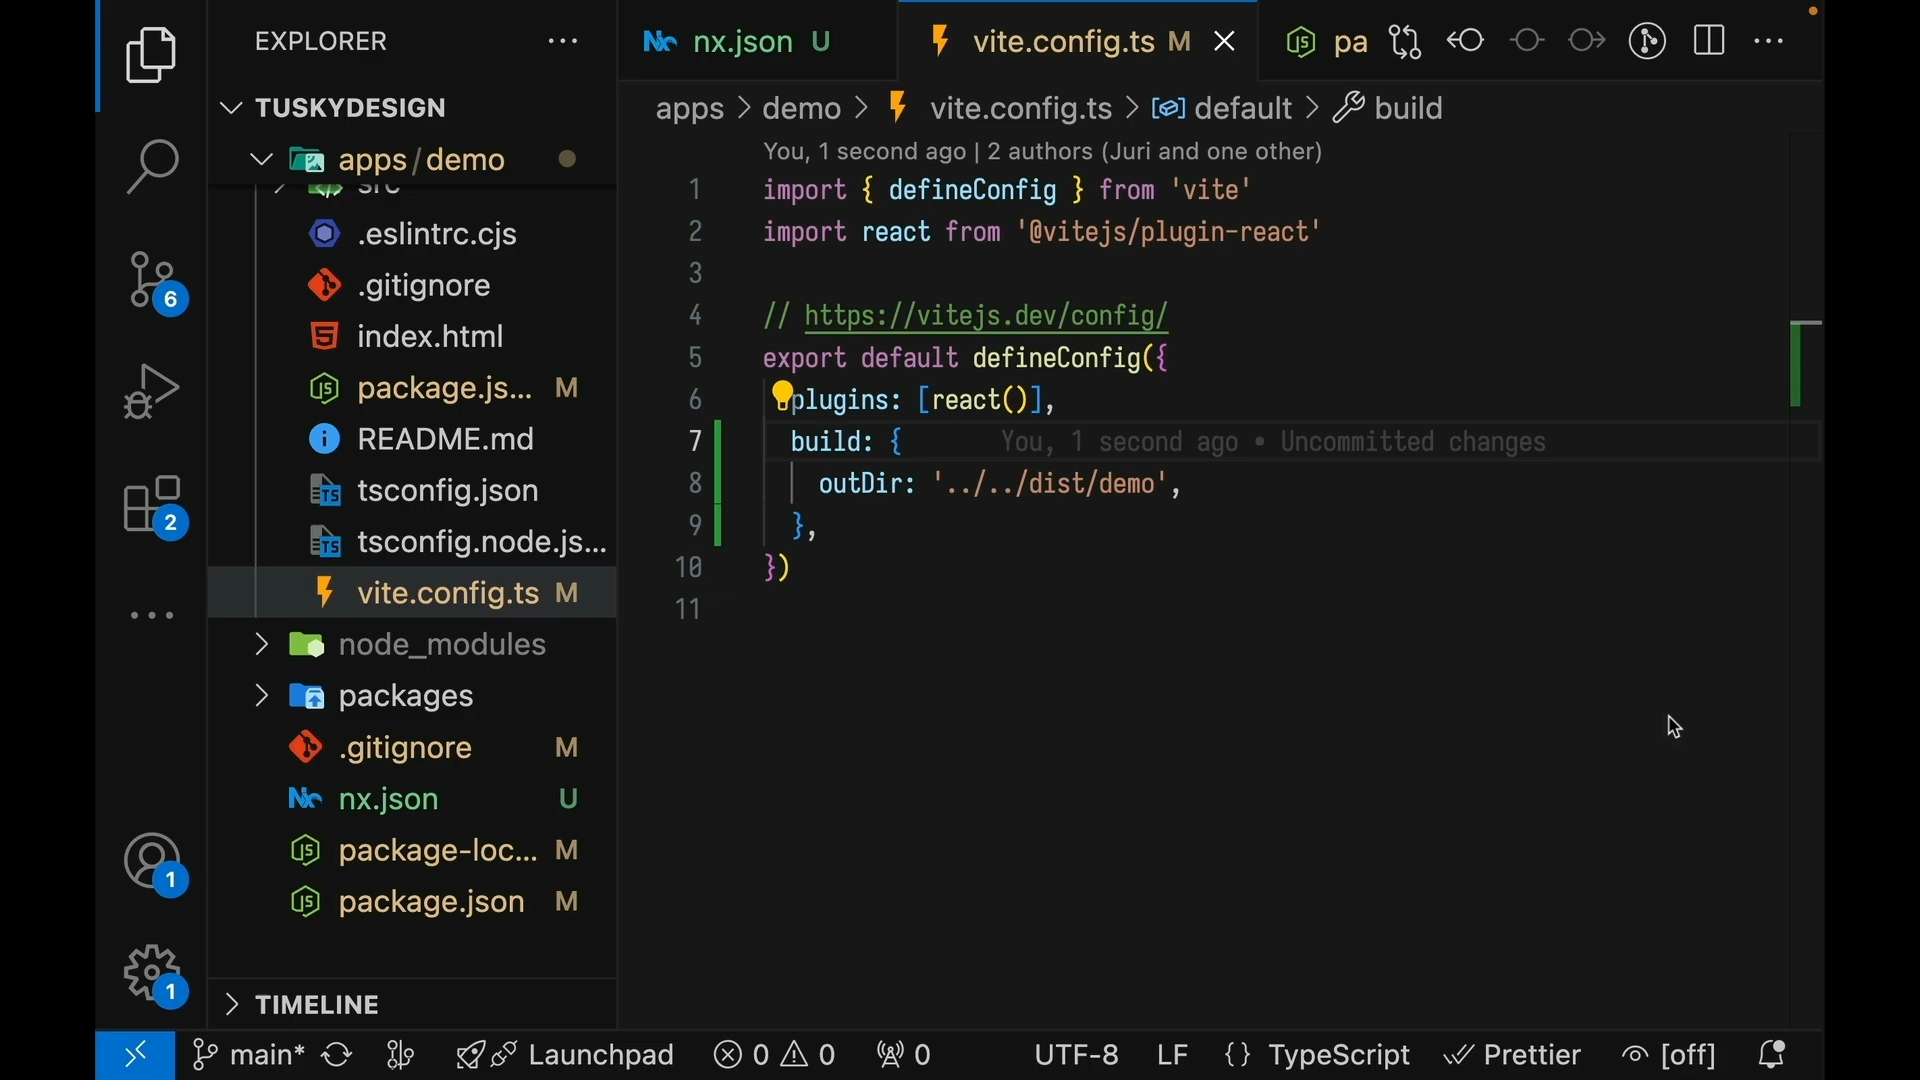 EXPLORER
TUSKYDESIGN
apps / demo
src
.eslintrc.cjs
.gitignore
index.html
package.js... M
README.md
tsconfig.json
tsconfig.node.js...
vite.config.ts M
node_modules
packages
.gitignore M
nx.json U
package-loc... M
package.json M
TIMELINE
6
2
1
1
nx.json U
vite.config.ts M
pa
apps > demo > vite.config.ts > default > build
You, 1 second ago | 2 authors (Juri and one other)
1 import { defineConfig } from 'vite'
2 import react from '@vitejs/plugin-react'
3
4 // https://vitejs.dev/config/
5 export default defineConfig({
6 plugins: [react()],
7 build: { You, 1 second ago • Uncommitted changes
8 outDir: '../../dist/demo',
9 },
10 })
11
main* Launchpad 0 0 0 UTF-8 LF {} TypeScript Prettier [off]